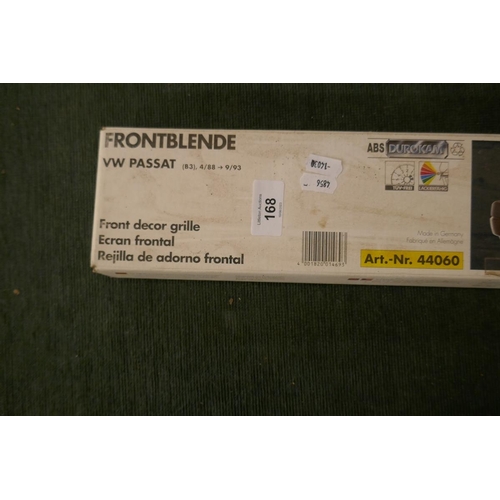 FRONTBLENDE
VW PASSAT (B3), 4/88 → 9/93
Front decor grille
Ecran frontal
Rejilla de adorno frontal
168
ABS DUROKAM
Made in Germany
Fabriqué en Allemagne
Art.-Nr. 44060